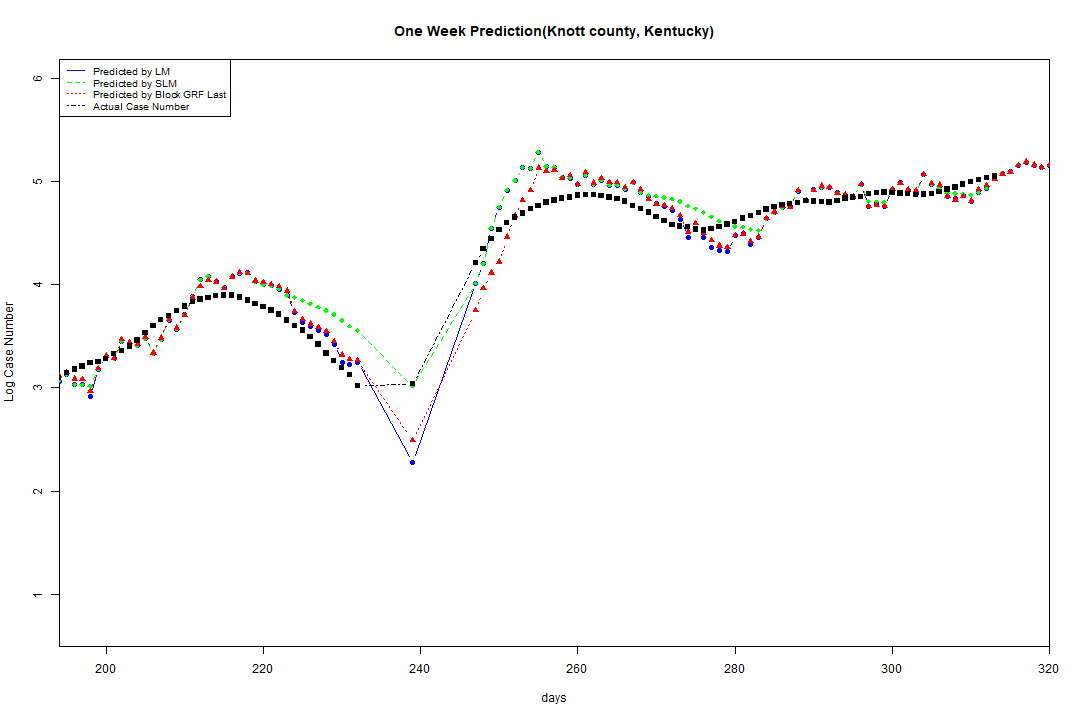 One Week Prediction(Knott county, Kentucky)
Predicted by LM
Predicted by SLM
Predicted by Block GRF Last
Actual Case Number
6
5
4
3
2
1
Log Case Number
200 220 240 260 280 300 320
days